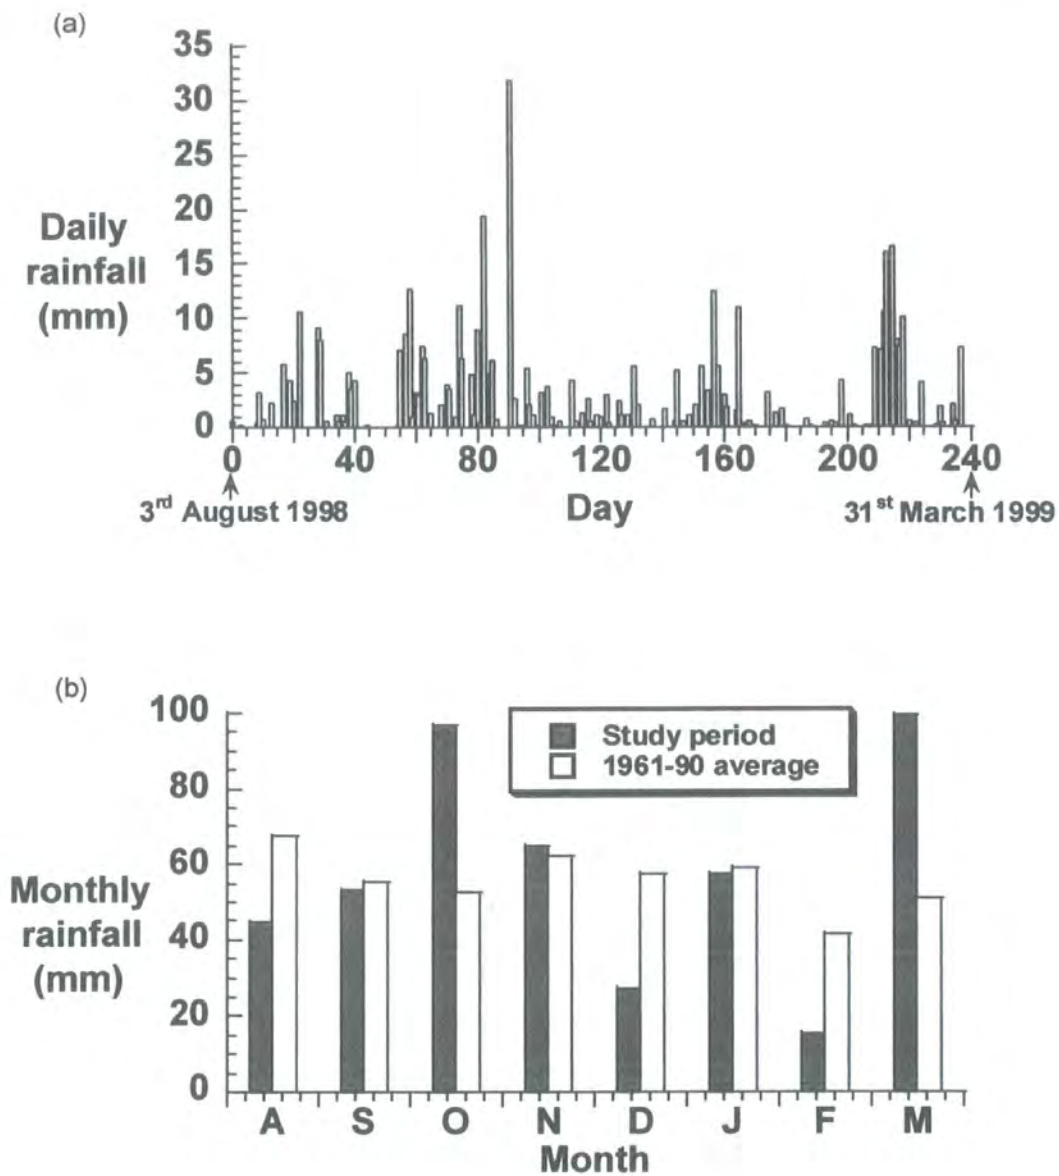 (a)
35
30
25
20
15
10
5
0
Daily
rainfall
(mm)
0 40 80 120 160 200 240
3rd August 1998
Day
31st March 1999
(b)
100
80
60
40
20
0
Study period
1961-90 average
Monthly
rainfall
(mm)
A S O N D J F M
Month